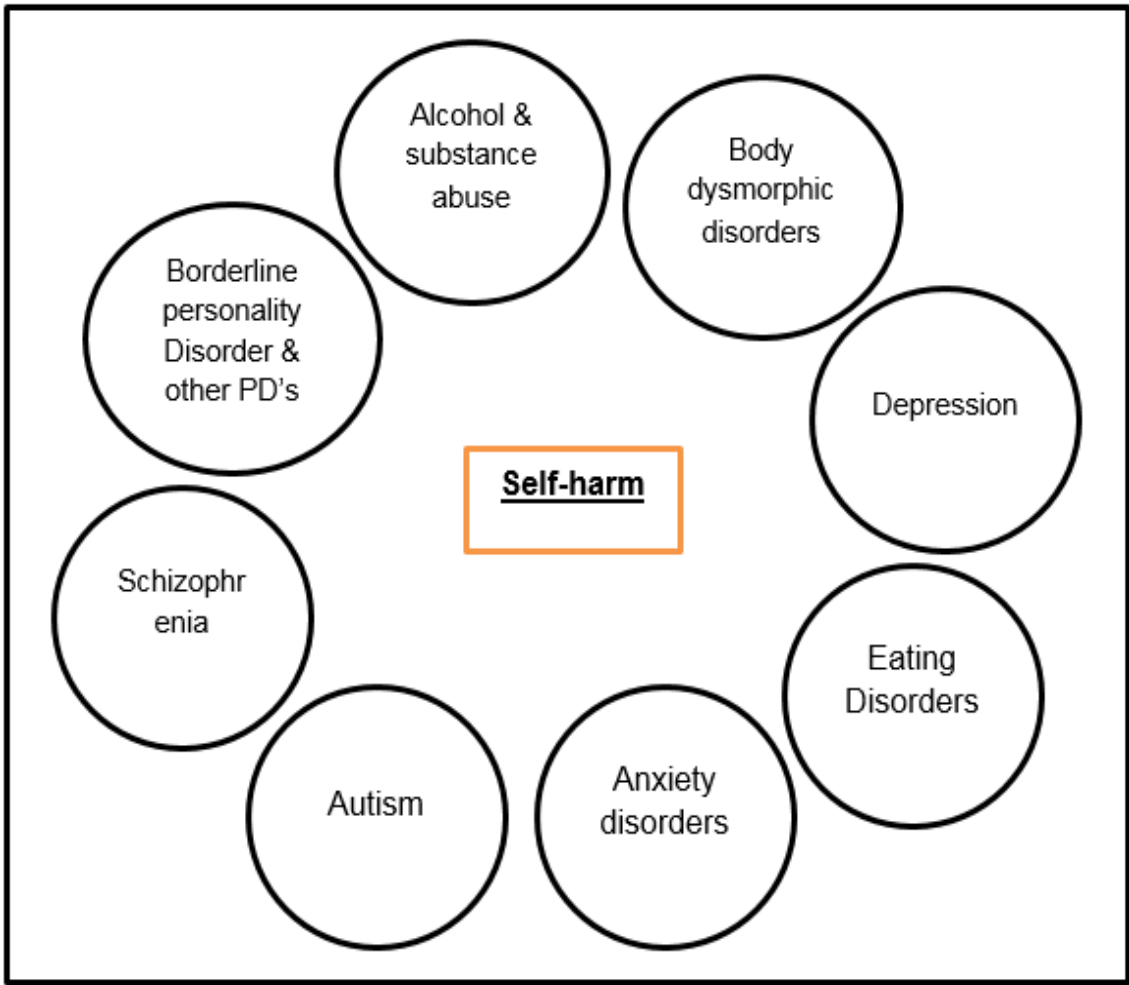 Alcohol &
substance
abuse
Body
dysmorphic
disorders
Borderline
personality
Disorder &
other PD's
Depression
Self-harm
Schizophr
enia
Eating
Disorders
Autism
Anxiety
disorders